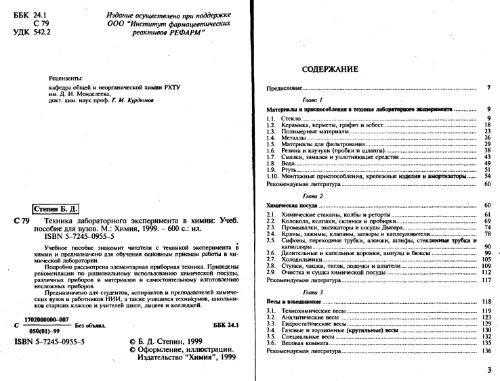 ББК 24.1
С 79
УДК 542.2
Издание осуществлено при поддержке
ООО "Институт фармацевтических
реактивов РЕФАРМ"
Рецензенты:
кафедра общей и неорганической химии РХТУ
им. Д. И. Менделеева,
докт. хим. наук проф. Г. М. Курдюмов
Степин Б. Д.
С 79 Техника лабораторного эксперимента в химии: Учеб.
пособие для вузов. М.: Химия, 1999. – 600 с.: ил.
ISBN 5-7245-0955-5
Учебное пособие знакомит читателя с техникой эксперимента в
химии и предназначено для обучения основным приемам работы в хи-
мической лаборатории.
Подробно рассмотрена элементарная приборная техника. Приведены
рекомендации по рациональному использованию химической посуды,
различных приборов и материалов и самостоятельному изготовлению
несложных приборов.
Предназначено для студентов, аспирантов и преподавателей хими-
ческих вузов и работников НИИ, а также учащихся техникумов, школьни-
ков старших классов и учителей школ, лицеев и колледжей.
С 1702000000-007
050(01)-99 Без объявл. ББК 24.1
ISBN 5-7245-0955-5
© Б. Д. Степин, 1999
© Оформление, иллюстрации.
Издательство "Химия", 1999
СОДЕРЖАНИЕ
Предисловие 7
Глава 1
Материалы и приспособления в технике лабораторного эксперимента 9
1.1. Стекло 9
1.2. Керамика, керметы, графит и асбест 18
1.3. Полимерные материалы 23
1.4. Металлы 26
1.5. Материалы для фильтрования 29
1.6. Резина и каучуки (пробки и шланги) 38
1.7. Смазки, замазки и уплотняющие средства 43
1.8. Вода 49
1.9. Ртуть 51
1.10. Монтажные приспособления, крепежные изделия и амортизаторы 54
Рекомендуемая литература 60
Глава 2
Химическая посуда 60
2.1. Химические стаканы, колбы и реторты 61
2.2. Колокола, колпаки, склянки и пробирки 69
2.3. Промывалки, эксикаторы и сосуды Дьюара 74
2.4. Краны, зажимы, клапаны, затворы и каплеуловители 78
2.5. Сифоны, переходные трубки, алонжи, шлифы, стеклянные трубки и
капилляры 90
2.6. Делительные и капельные воронки, ампулы и бюксы 99
2.7. Холодильники 105
2.8. Ступки, чашки, тигли, лодочки и шпатели 109
2.9. Очистка и сушка химической посуды 112
Рекомендуемая литература 117
Глава 3
Весы и взвешивание 118
3.1. Технохимические весы 119
3.2. Аналитические весы 123
3.3. Гидростатические весы 129
3.4. Газовые и торзионные (крутильные) весы 130
3.5. Специальные весы 132
3.6. Весовая комната 135
Рекомендуемая литература 136
3